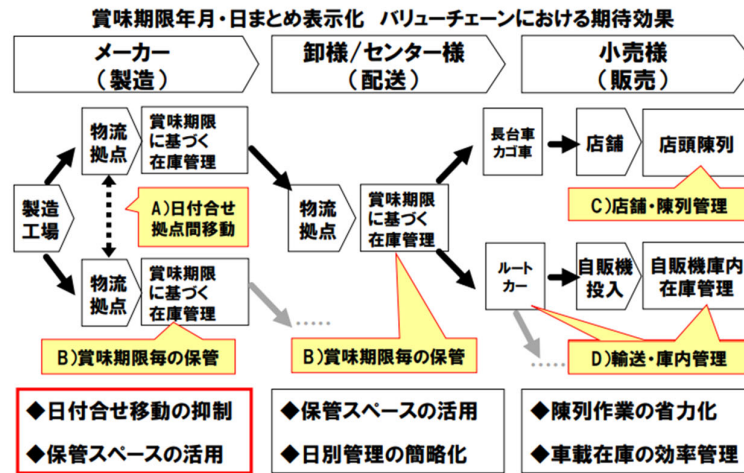 賞味期限年月・日まとめ表示化 バリューチェーンにおける期待効果
メーカー
（製造）
卸様/センター様
（配送）
小売様
（販売）
物流
拠点
賞味期限
に基づく
在庫管理
長台車
カゴ車
店舗
店頭陳列
製造
工場
A）日付合せ
拠点間移動
物流
拠点
賞味期限
に基づく
在庫管理
C）店舗・陳列管理
物流
拠点
賞味期限
に基づく
在庫管理
ルート
カー
自販機
投入
自販機庫内
在庫管理
B）賞味期限毎の保管
B）賞味期限毎の保管
D）輸送・庫内管理
◆日付合せ移動の抑制
◆保管スペースの活用
◆保管スペースの活用
◆日別管理の簡略化
◆陳列作業の省力化
◆車載在庫の効率管理